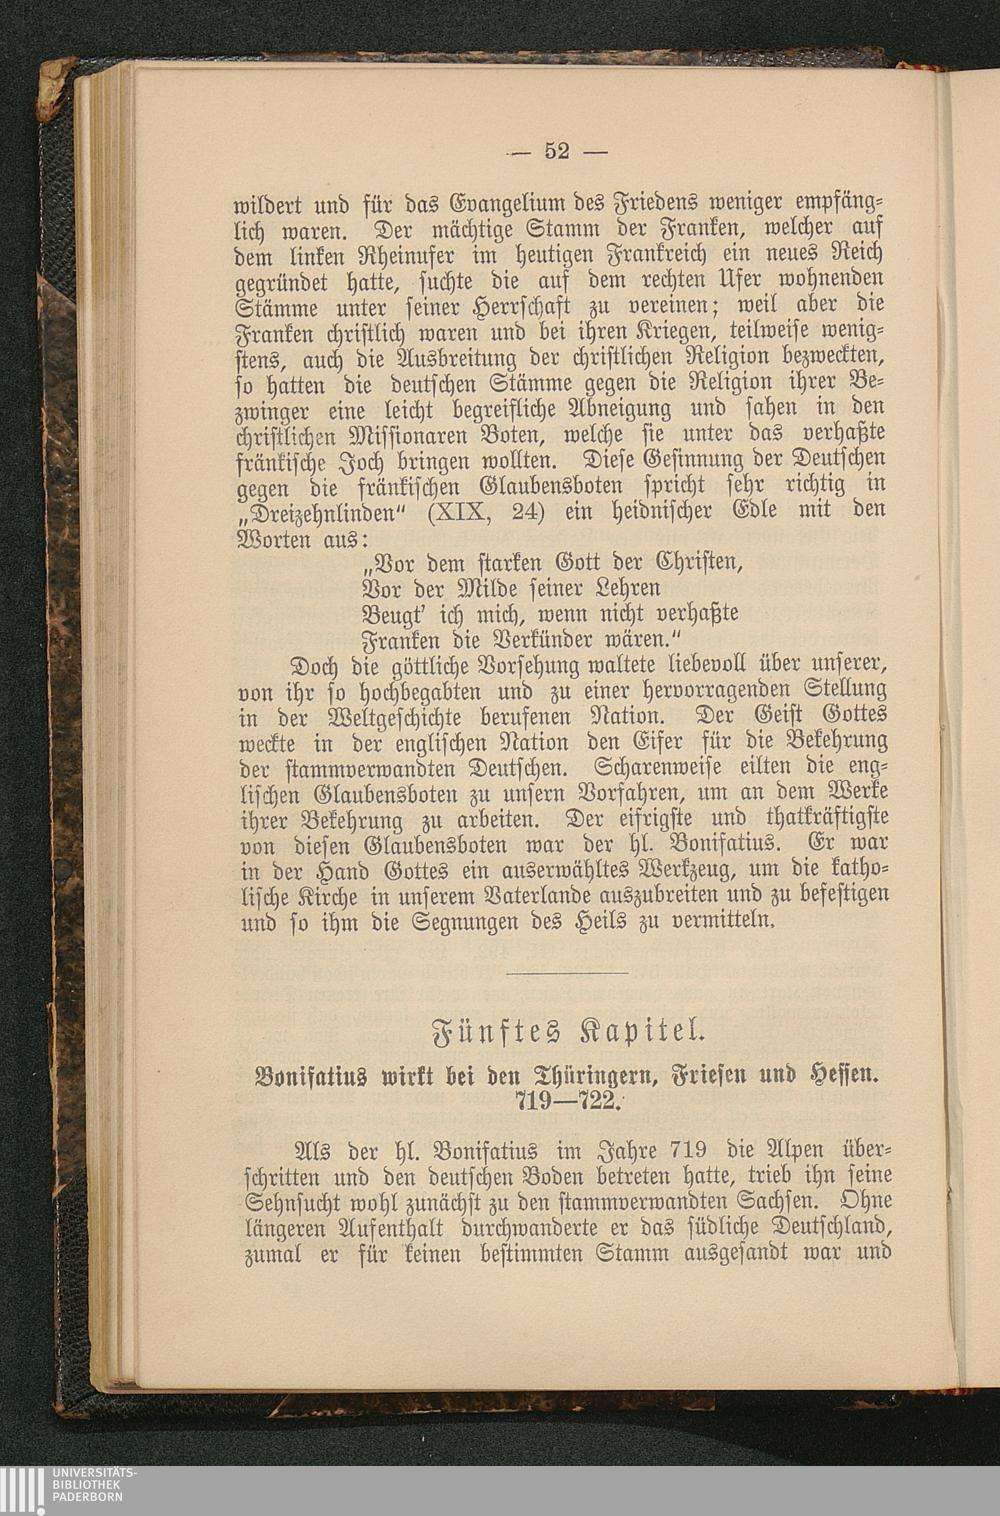 — 52 —
wildert und für das Evangelium des Friedens weniger empfäng-
lich waren. Der mächtige Stamm der Franken, welcher auf
dem linken Rheinufer im heutigen Frankreich ein neues Reich
gegründet hatte, suchte die auf dem rechten Ufer wohnenden
Stämme unter seiner Herrschaft zu vereinen; weil aber die
Franken christlich waren und bei ihren Kriegen, teilweise wenig-
stens, auch die Ausbreitung der christlichen Religion bezweckten,
so hatten die deutschen Stämme gegen die Religion ihrer Be-
zwinger eine leicht begreifliche Abneigung und sahen in den
christlichen Missionaren Boten, welche sie unter das verhaßte
fränkische Joch bringen wollten. Diese Gesinnung der Deutschen
gegen die fränkischen Glaubensboten spricht sehr richtig in
„Dreizehnlinden“ (XIX, 24) ein heidnischer Edle mit den
Worten aus:
„Vor dem starken Gott der Christen,
Vor der Milde seiner Lehren
Beugt’ ich mich, wenn nicht verhaßte
Franken die Verkünder wären.“
Doch die göttliche Vorsehung waltete liebevoll über unserer,
von ihr so hochbegabten und zu einer hervorragenden Stellung
in der Weltgeschichte berufenen Nation. Der Geist Gottes
weckte in der englischen Nation den Eifer für die Bekehrung
der stammverwandten Deutschen. Scharenweise eilten die eng-
lischen Glaubensboten zu unsern Vorfahren, um an dem Werke
ihrer Bekehrung zu arbeiten. Der eifrigste und thatkräftigste
von diesen Glaubensboten war der hl. Bonifatius. Er war
in der Hand Gottes ein auserwähltes Werkzeug, um die katho-
lische Kirche in unserem Vaterlande auszubreiten und zu befestigen
und so ihm die Segnungen des Heils zu vermitteln.
Fünftes Kapitel.
Bonifatius wirkt bei den Thüringern, Friesen und Hessen.
719—722.
Als der hl. Bonifatius im Jahre 719 die Alpen über-
schritten und den deutschen Boden betreten hatte, trieb ihn seine
Sehnsucht wohl zunächst zu den stammverwandten Sachsen. Ohne
längeren Aufenthalt durchwanderte er das südliche Deutschland,
zumal er für keinen bestimmten Stamm ausgesandt war und
UNIVERSITÄTS-
BIBLIOTHEK
PADERBORN